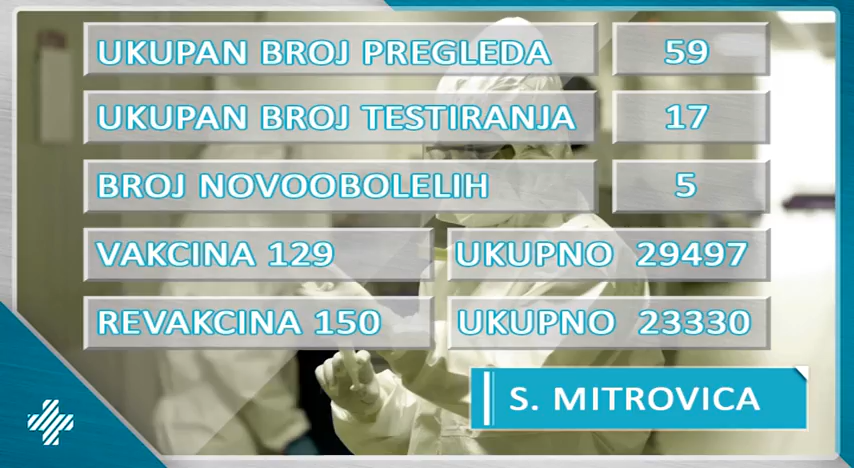 UKUPAN BROJ PREGLEDA 59
UKUPAN BROJ TESTIRANJA 17
BROJ NOVOOBOLELIH 5
VAKCINA 129 UKUPNO 29497
REVAKCINA 150 UKUPNO 23330
S. MITROVICA